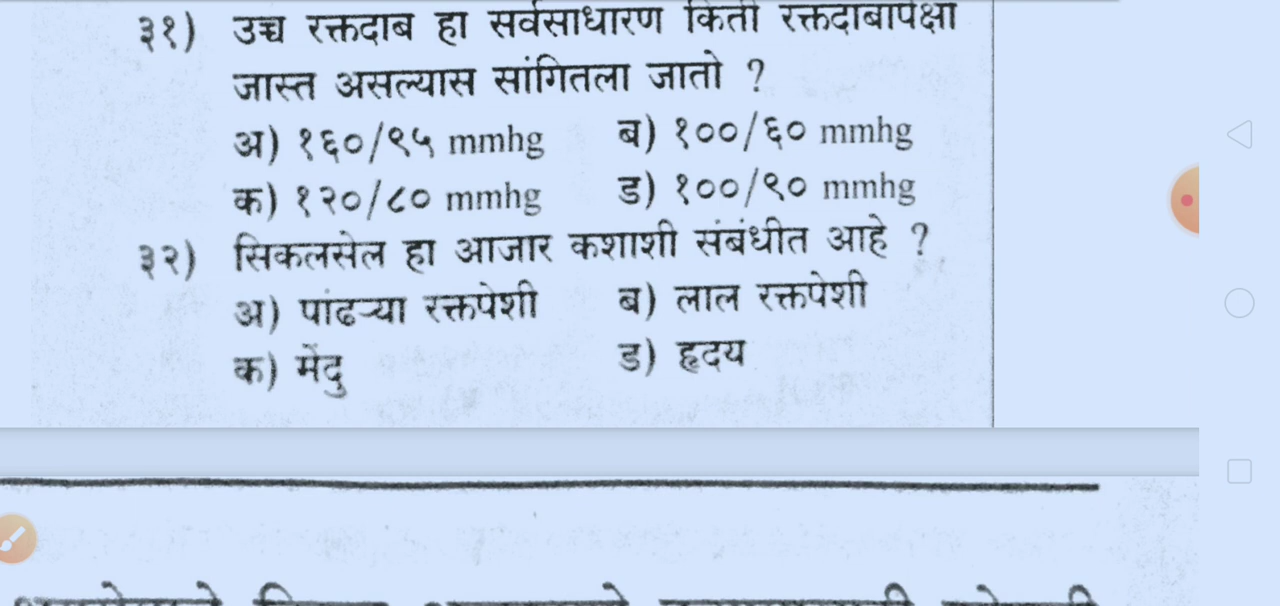 ३१) उच्च रक्तदाब हा सर्वसाधारण किती रक्तदाबापेक्षा
जास्त असल्यास सांगितला जातो ?
अ) १६०/९५ mmhg ब) १००/६० mmhg
क) १२०/८० mmhg ड) १००/९० mmhg
३२) सिकलसेल हा आजार कशाशी संबंधीत आहे ?
अ) पांढऱ्या रक्तपेशी ब) लाल रक्तपेशी
क) मेंदु ड) हृदय